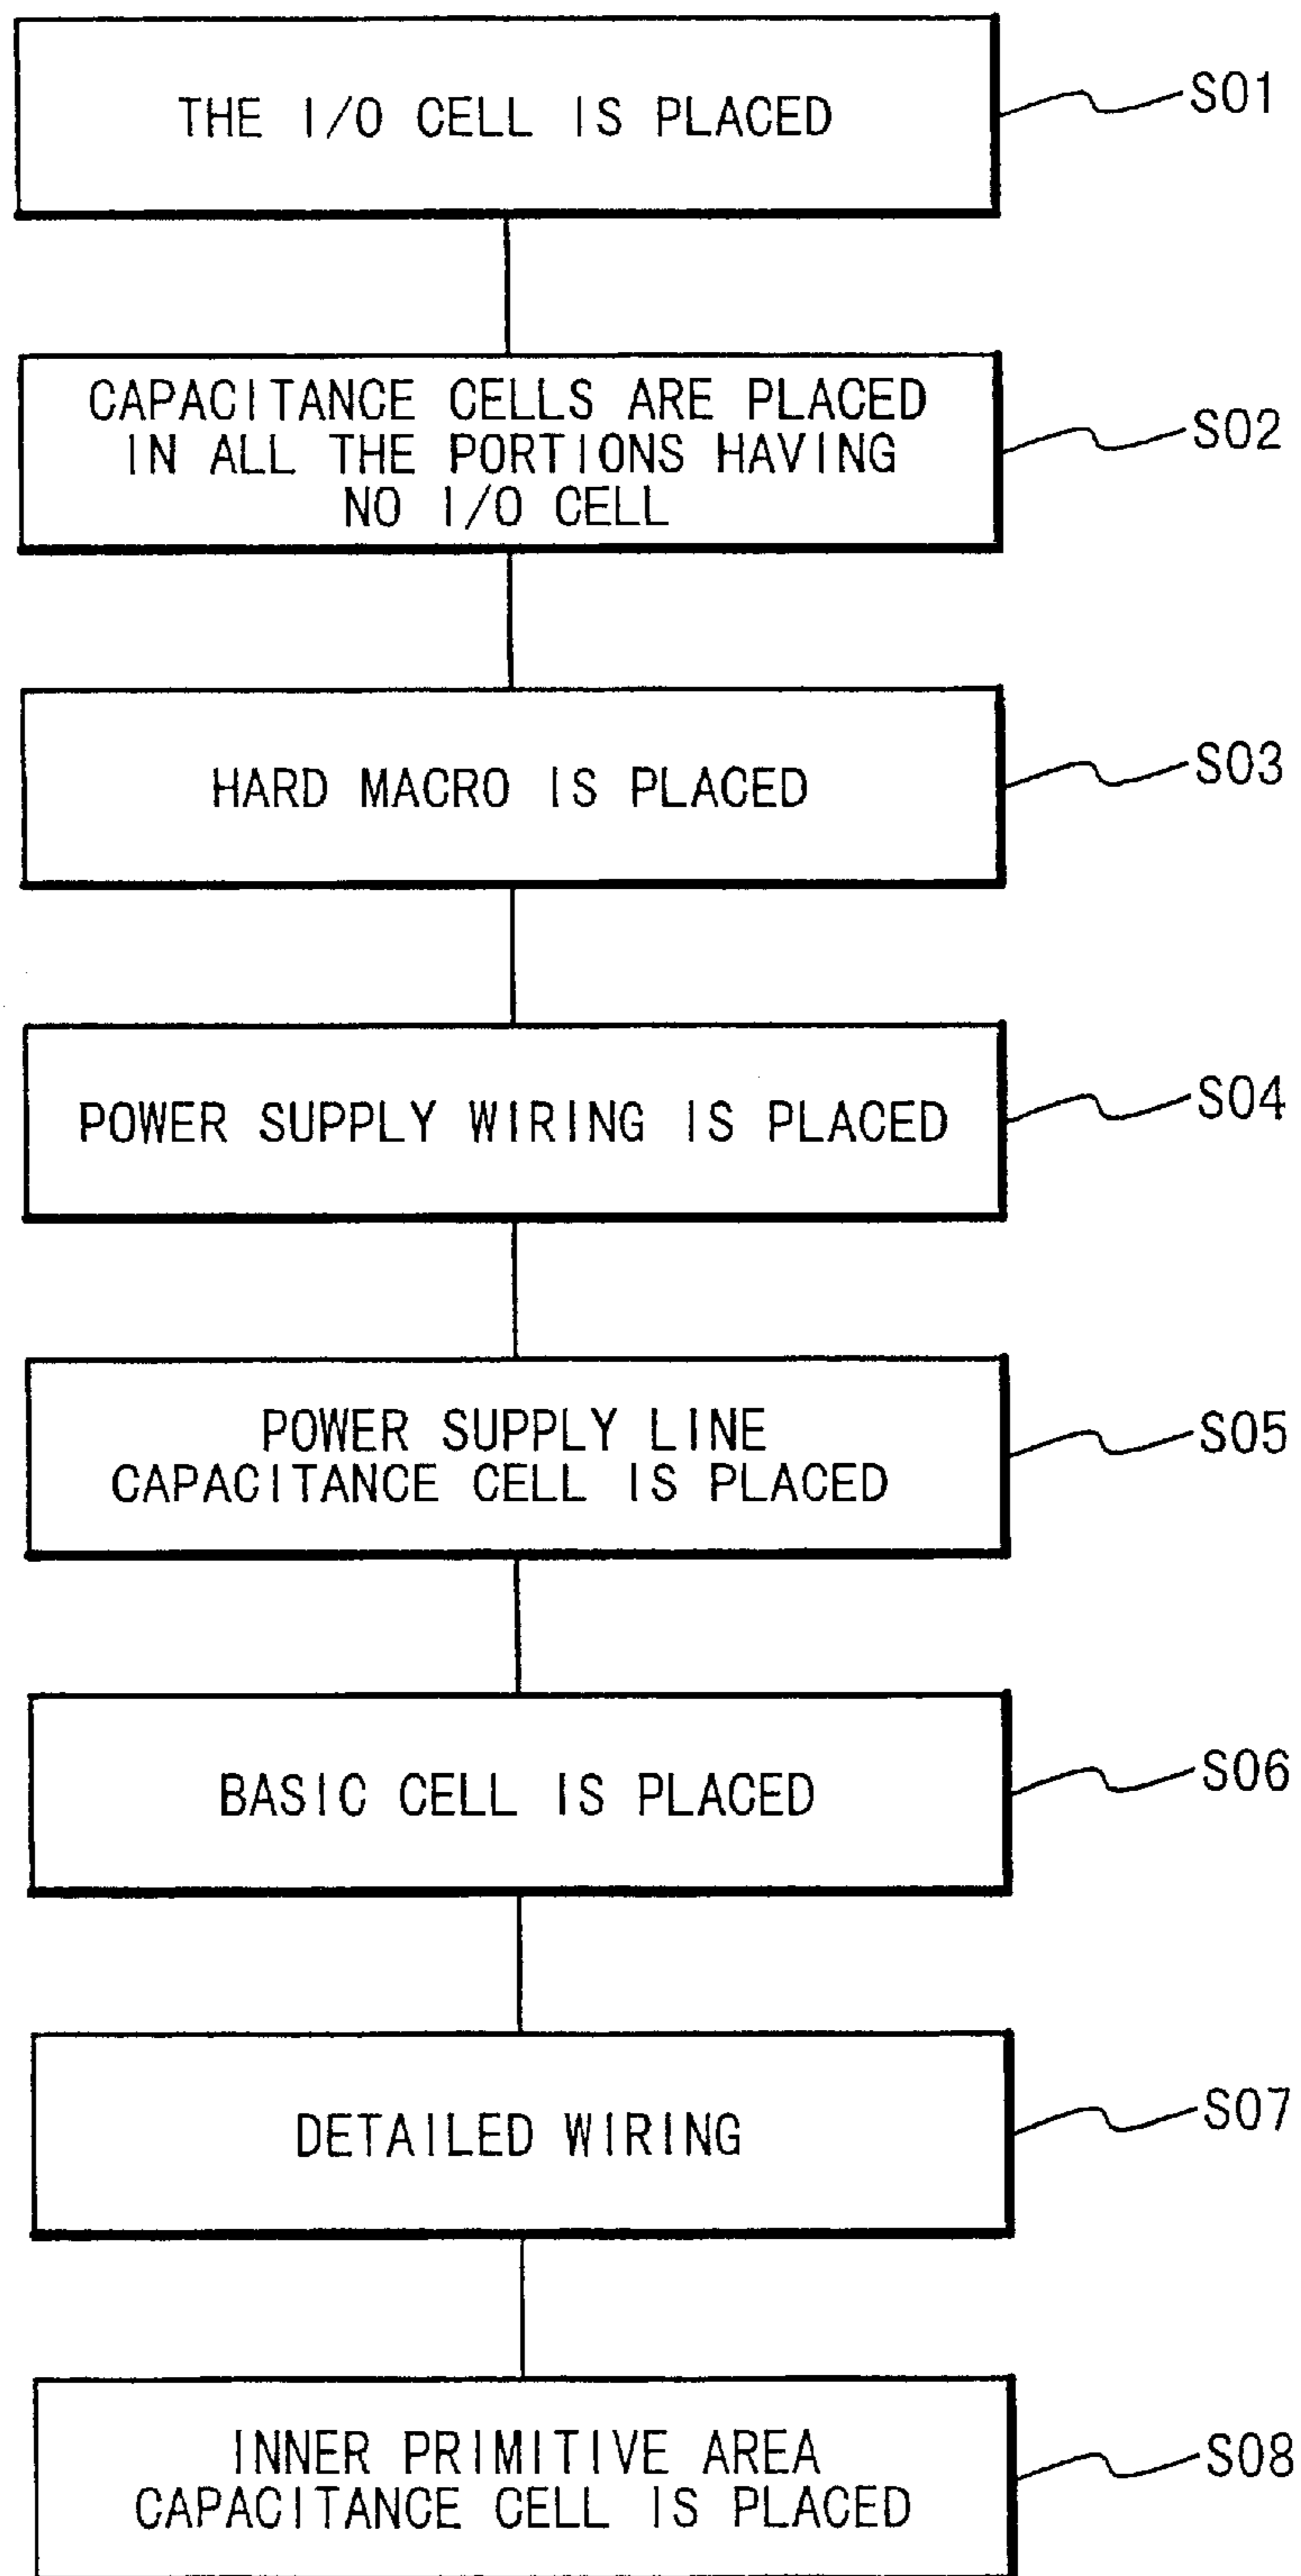 THE I/O CELL IS PLACED
S01
CAPACITANCE CELLS ARE PLACED
IN ALL THE PORTIONS HAVING
NO I/O CELL
S02
HARD MACRO IS PLACED
S03
POWER SUPPLY WIRING IS PLACED
S04
POWER SUPPLY LINE
CAPACITANCE CELL IS PLACED
S05
BASIC CELL IS PLACED
S06
DETAILED WIRING
S07
INNER PRIMITIVE AREA
CAPACITANCE CELL IS PLACED
S08